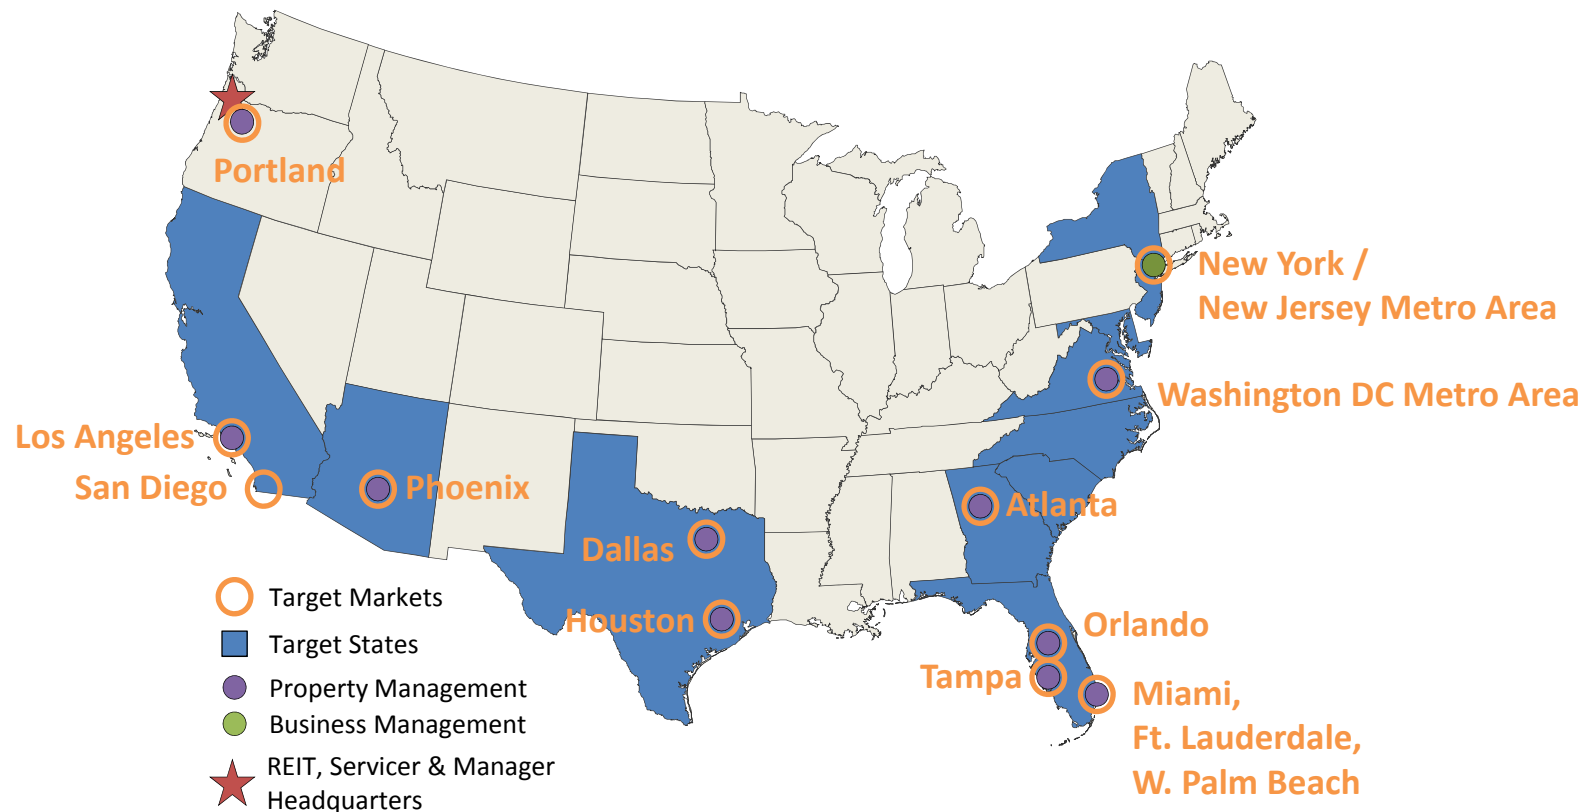 Portland
New York /
New Jersey Metro Area
Washington DC Metro Area
Los Angeles
San Diego
Phoenix
Atlanta
Dallas
Houston
Orlando
Tampa
Miami,
Ft. Lauderdale,
W. Palm Beach
Target Markets
Target States
Property Management
Business Management
REIT, Servicer & Manager
Headquarters